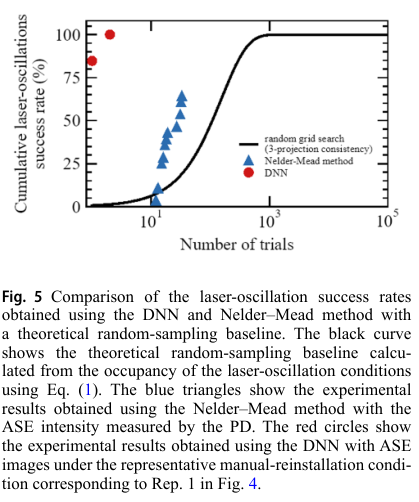 Cumulative laser-oscillations
success rate (%)
100
75
50
25
0
random grid search
(3-projection consistency)
Nelder-Mead method
DNN
10^1
10^3
10^5
Number of trials
Fig. 5 Comparison of the laser-oscillation success rates
obtained using the DNN and Nelder–Mead method with
a theoretical random-sampling baseline. The black curve
shows the theoretical random-sampling baseline calcu-
lated from the occupancy of the laser-oscillation conditions
using Eq. (1). The blue triangles show the experimental
results obtained using the Nelder–Mead method with the
ASE intensity measured by the PD. The red circles show
the experimental results obtained using the DNN with ASE
images under the representative manual-reinstallation condi-
tion corresponding to Rep. 1 in Fig. 4.